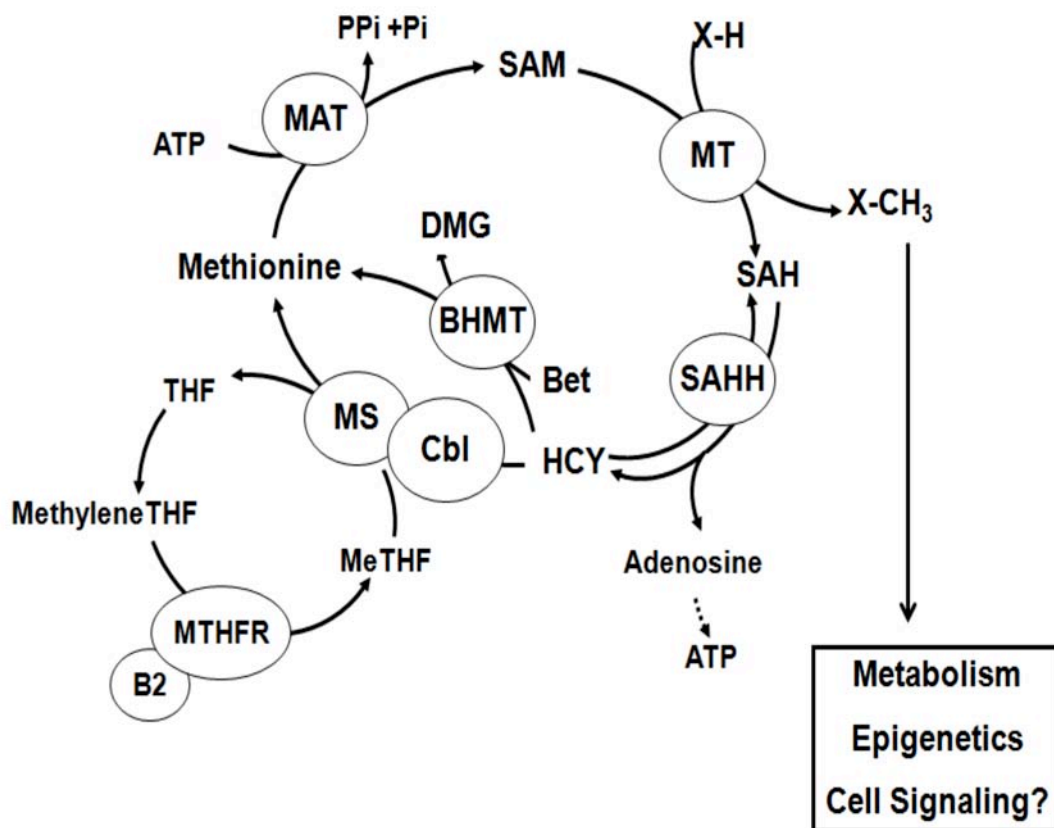 PPi +Pi
X-H
SAM
MAT
ATP
MT
X-CH₃
DMG
Methionine
SAH
BHMT
SAHH
THF
Bet
MS
Cbl
HCY
MethyleneTHF
MeTHF
Adenosine
MTHFR
ATP
B2
Metabolism
Epigenetics
Cell Signaling?